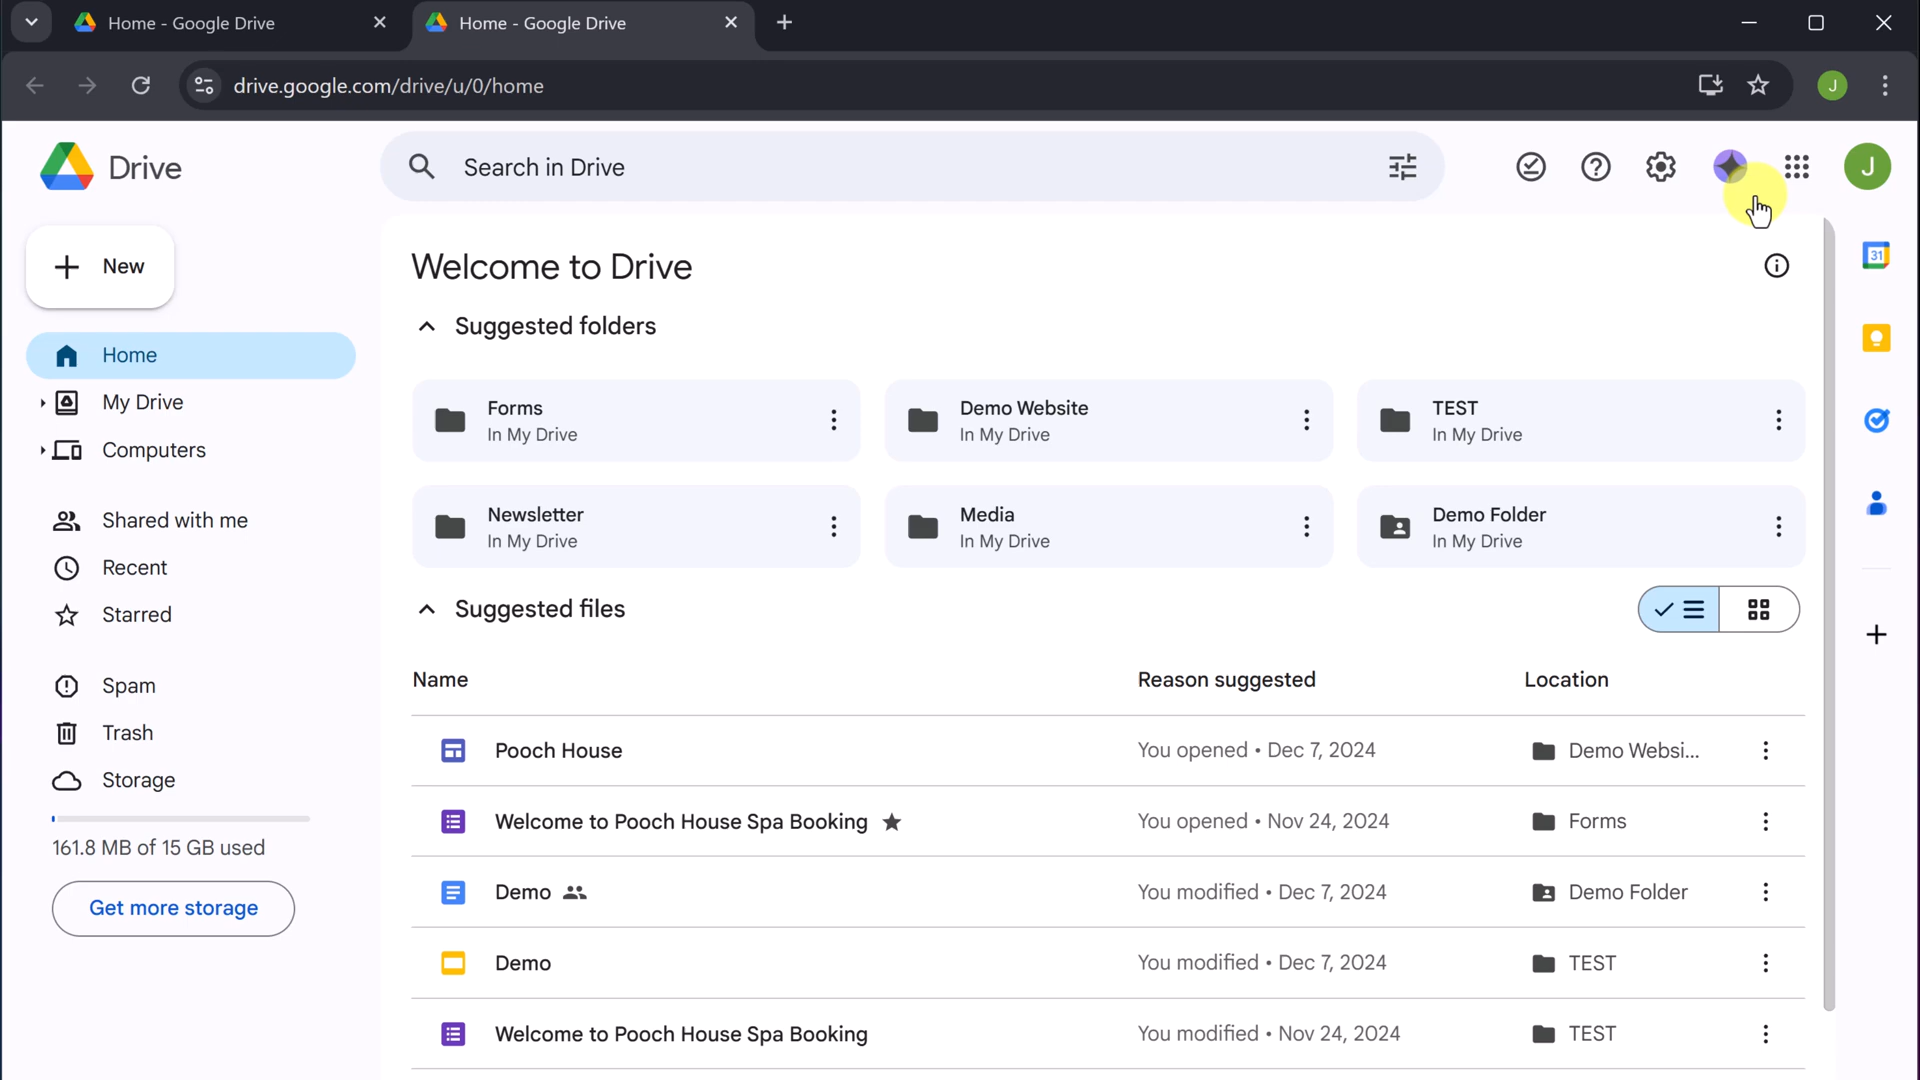 Home - Google Drive
Home - Google Drive
drive.google.com/drive/u/0/home
J
Drive
Search in Drive
J
New
Welcome to Drive
31
Suggested folders
Home
My Drive
Computers
Shared with me
Recent
Starred
Spam
Trash
Storage
161.8 MB of 15 GB used
Get more storage
Forms
In My Drive
Demo Website
In My Drive
TEST
In My Drive
Newsletter
In My Drive
Media
In My Drive
Demo Folder
In My Drive
Suggested files
Name Reason suggested Location
Pooch House You opened • Dec 7, 2024 Demo Websi...
Welcome to Pooch House Spa Booking You opened • Nov 24, 2024 Forms
Demo You modified • Dec 7, 2024 Demo Folder
Demo You modified • Dec 7, 2024 TEST
Welcome to Pooch House Spa Booking You modified • Nov 24, 2024 TEST